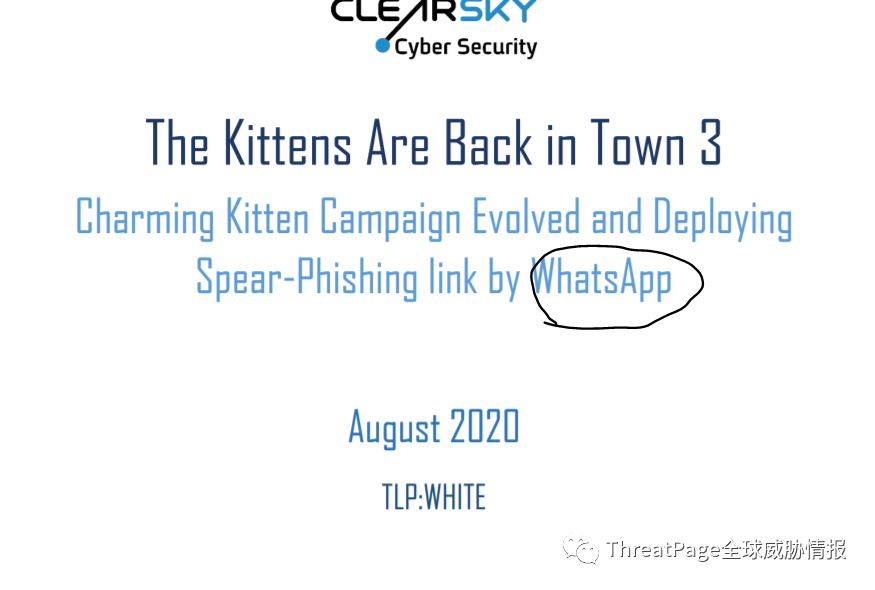 CLEARSKY
Cyber Security
The Kittens Are Back in Town 3
Charming Kitten Campaign Evolved and Deploying
Spear-Phishing link by WhatsApp
August 2020
TLP:WHITE
ThreatPage全球威胁情报